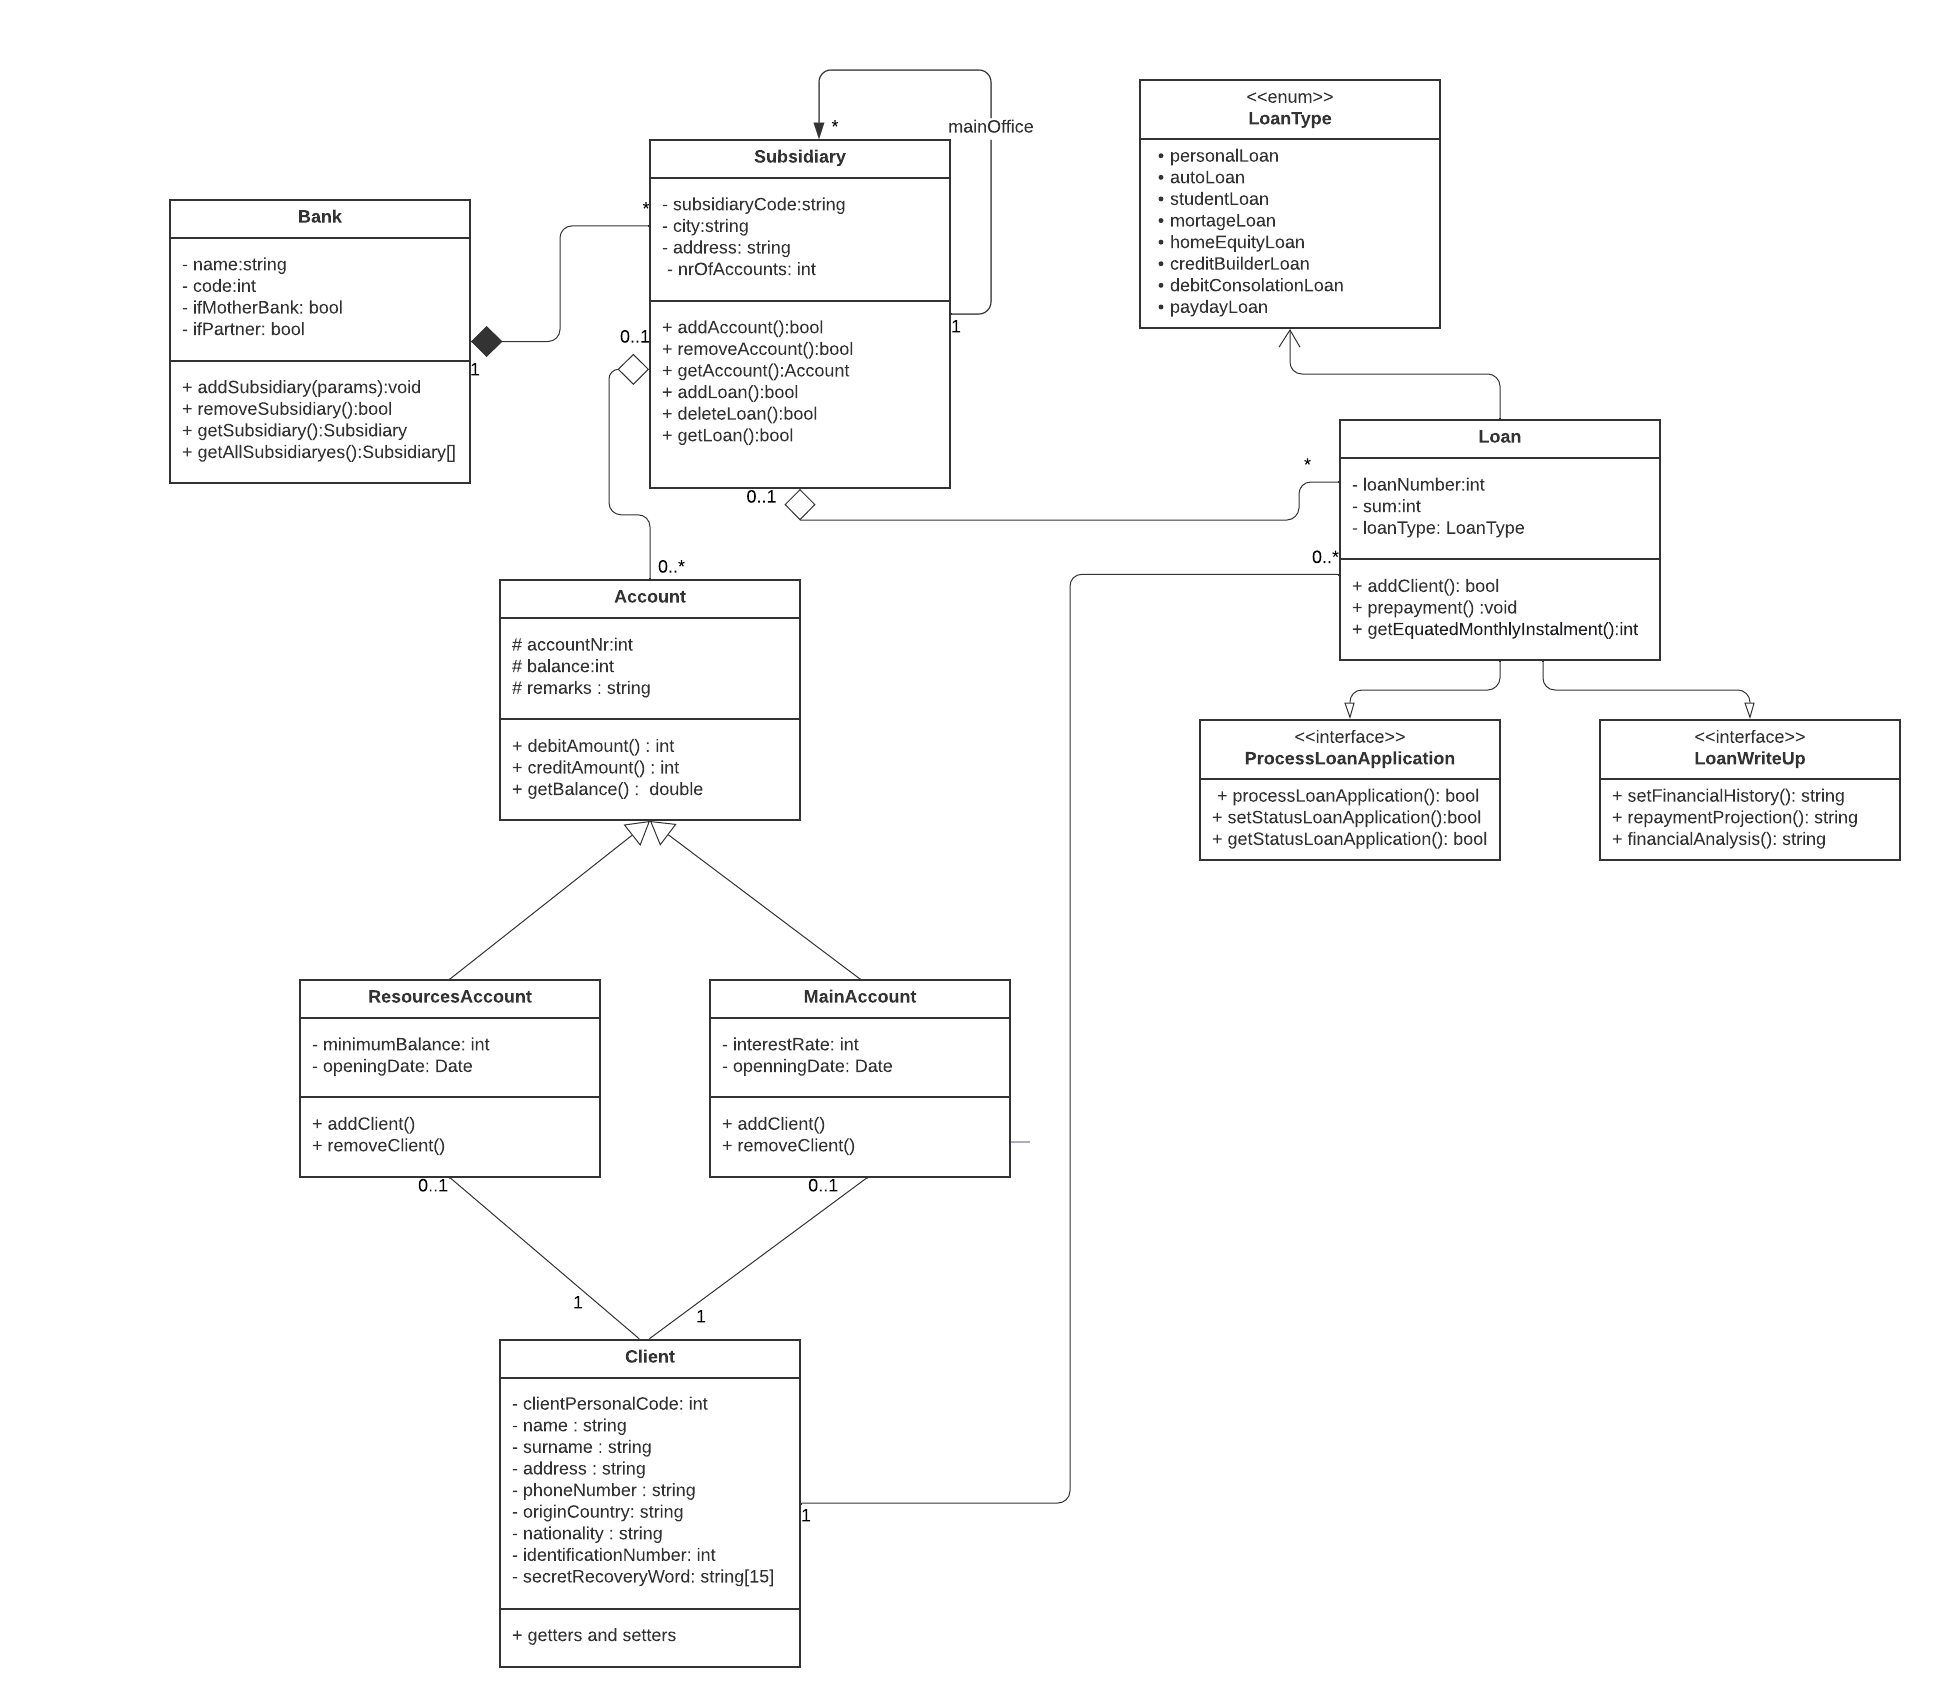 *
mainOffice
Subsidiary
*
- subsidiaryCode:string
- city:string
- address: string
- nrOfAccounts: int
0..1
1
+ addAccount():bool
+ removeAccount():bool
+ getAccount():Account
+ addLoan():bool
+ deleteLoan():bool
+ getLoan():bool
0..1
<<enum>>
LoanType
• personalLoan
• autoLoan
• studentLoan
• mortageLoan
• homeEquityLoan
• creditBuilderLoan
• debitConsolationLoan
• paydayLoan
Bank
- name:string
- code:int
- ifMotherBank: bool
- ifPartner: bool
1
+ addSubsidiary(params):void
+ removeSubsidiary():bool
+ getSubsidiary():Subsidiary
+ getAllSubsidiaryes():Subsidiary[]
Loan
*
- loanNumber:int
- sum:int
- loanType: LoanType
0..*
+ addClient(): bool
+ prepayment() :void
+ getEquatedMonthlyInstalment():int
0..*
Account
# accountNr:int
# balance:int
# remarks : string
+ debitAmount() : int
+ creditAmount() : int
+ getBalance() :  double
<<interface>>
ProcessLoanApplication
+ processLoanApplication(): bool
+ setStatusLoanApplication():bool
+ getStatusLoanApplication(): bool
<<interface>>
LoanWriteUp
+ setFinancialHistory(): string
+ repaymentProjection(): string
+ financialAnalysis(): string
ResourcesAccount
- minimumBalance: int
- openingDate: Date
+ addClient()
+ removeClient()
0..1
MainAccount
- interestRate: int
- openningDate: Date
+ addClient()
+ removeClient()
0..1
1
1
Client
- clientPersonalCode: int
- name : string
- surname : string
- address : string
- phoneNumber : string
- originCountry: string
- nationality : string
- identificationNumber: int
- secretRecoveryWord: string[15]
1
+ getters and setters